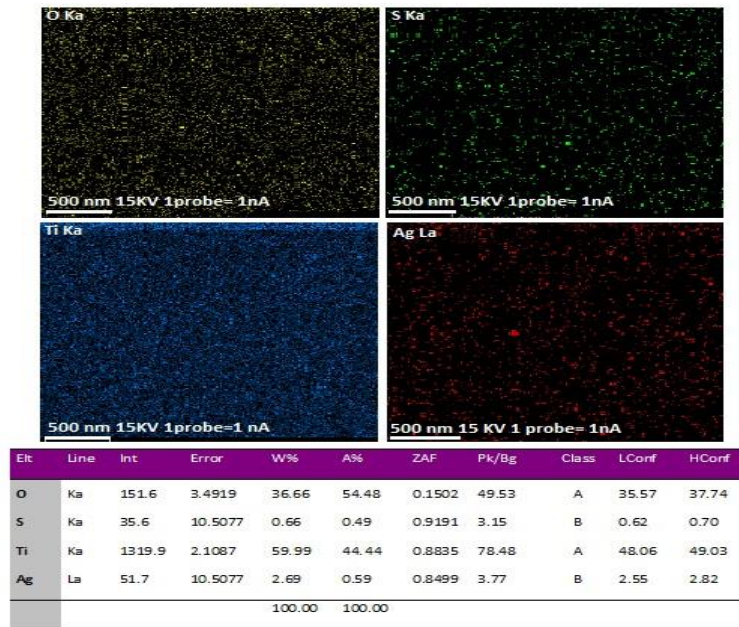 O Ka
S Ka
500 nm 15KV 1probe= 1nA
500 nm 15KV 1probe= 1nA
Ti Ka
Ag La
500 nm 15KV 1probe=1 nA
500 nm 15 KV 1 probe= 1nA
Elt Line Int Error W% A% ZAF Pk/Bg Class LConf HConf
O Ka 151.6 3.4919 36.66 54.48 0.1502 49.53 A 35.57 37.74
S Ka 35.6 10.5077 0.66 0.49 0.9191 3.15 B 0.62 0.70
Ti Ka 1319.9 2.1087 59.99 44.44 0.8835 78.48 A 48.06 49.03
Ag La 51.7 10.5077 2.69 0.59 0.8499 3.77 B 2.55 2.82
100.00 100.00